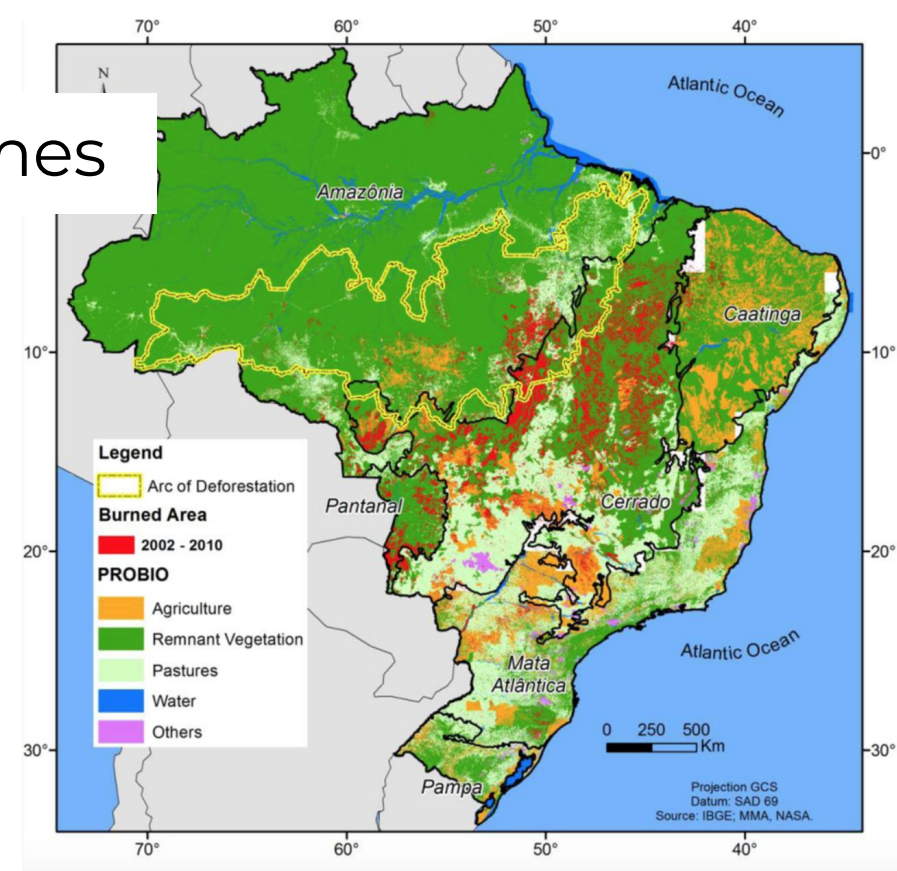 70° 60° 50° 40°
N
Atlantic Ocean
nes
0°
Amazônia
Caatinga
10° 10°
Legend
Arc of Deforestation
Burned Area
2002 - 2010
PROBIO
Agriculture
Remnant Vegetation
Pastures
Water
Others
Pantanal
Cerrado
20° 20°
Atlantic Ocean
Mata
Atlântica
0 250 500
Km
30° 30°
Pampa
Projection GCS
Datum: SAD 69
Source: IBGE; MMA, NASA.
70° 60° 50° 40°